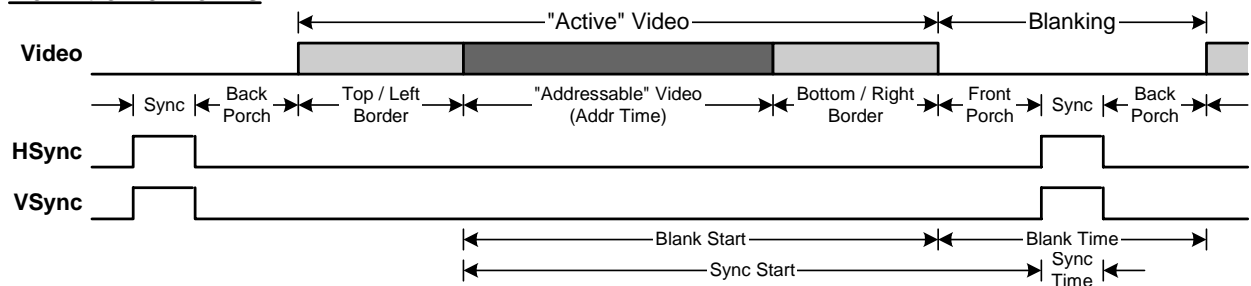 "Active" Video Blanking
Video
Sync Back Porch Top / Left Border "Addressable" Video (Addr Time) Bottom / Right Border Front Porch Sync Back Porch
HSync
VSync
Blank Start Blank Time
Sync Start Sync Time